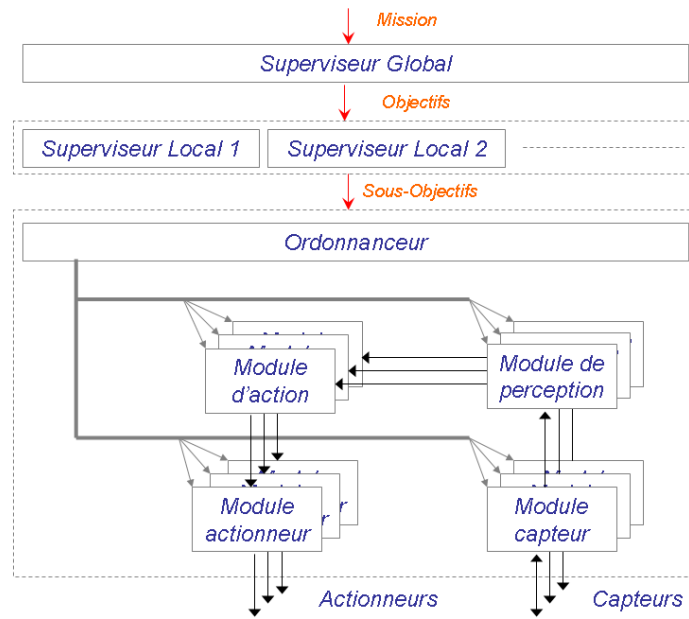 Mission
Superviseur Global
Objectifs
Superviseur Local 1
Superviseur Local 2
Sous-Objectifs
Ordonnanceur
Module
d'action
Module de
perception
Module
actionneur
Module
capteur
Actionneurs
Capteurs